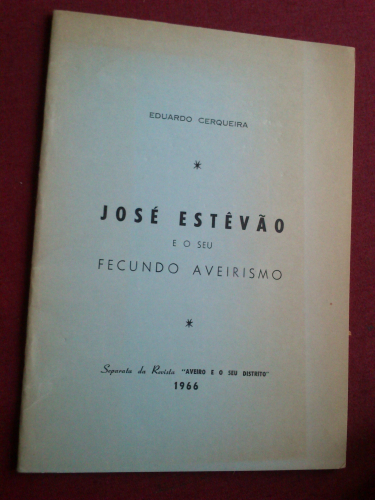 EDUARDO CERQUEIRA
*
JOSÉ ESTÊVÃO
E O SEU
FECUNDO AVEIRISMO
*
Separata da Revista "AVEIRO E O SEU DISTRITO"
1966